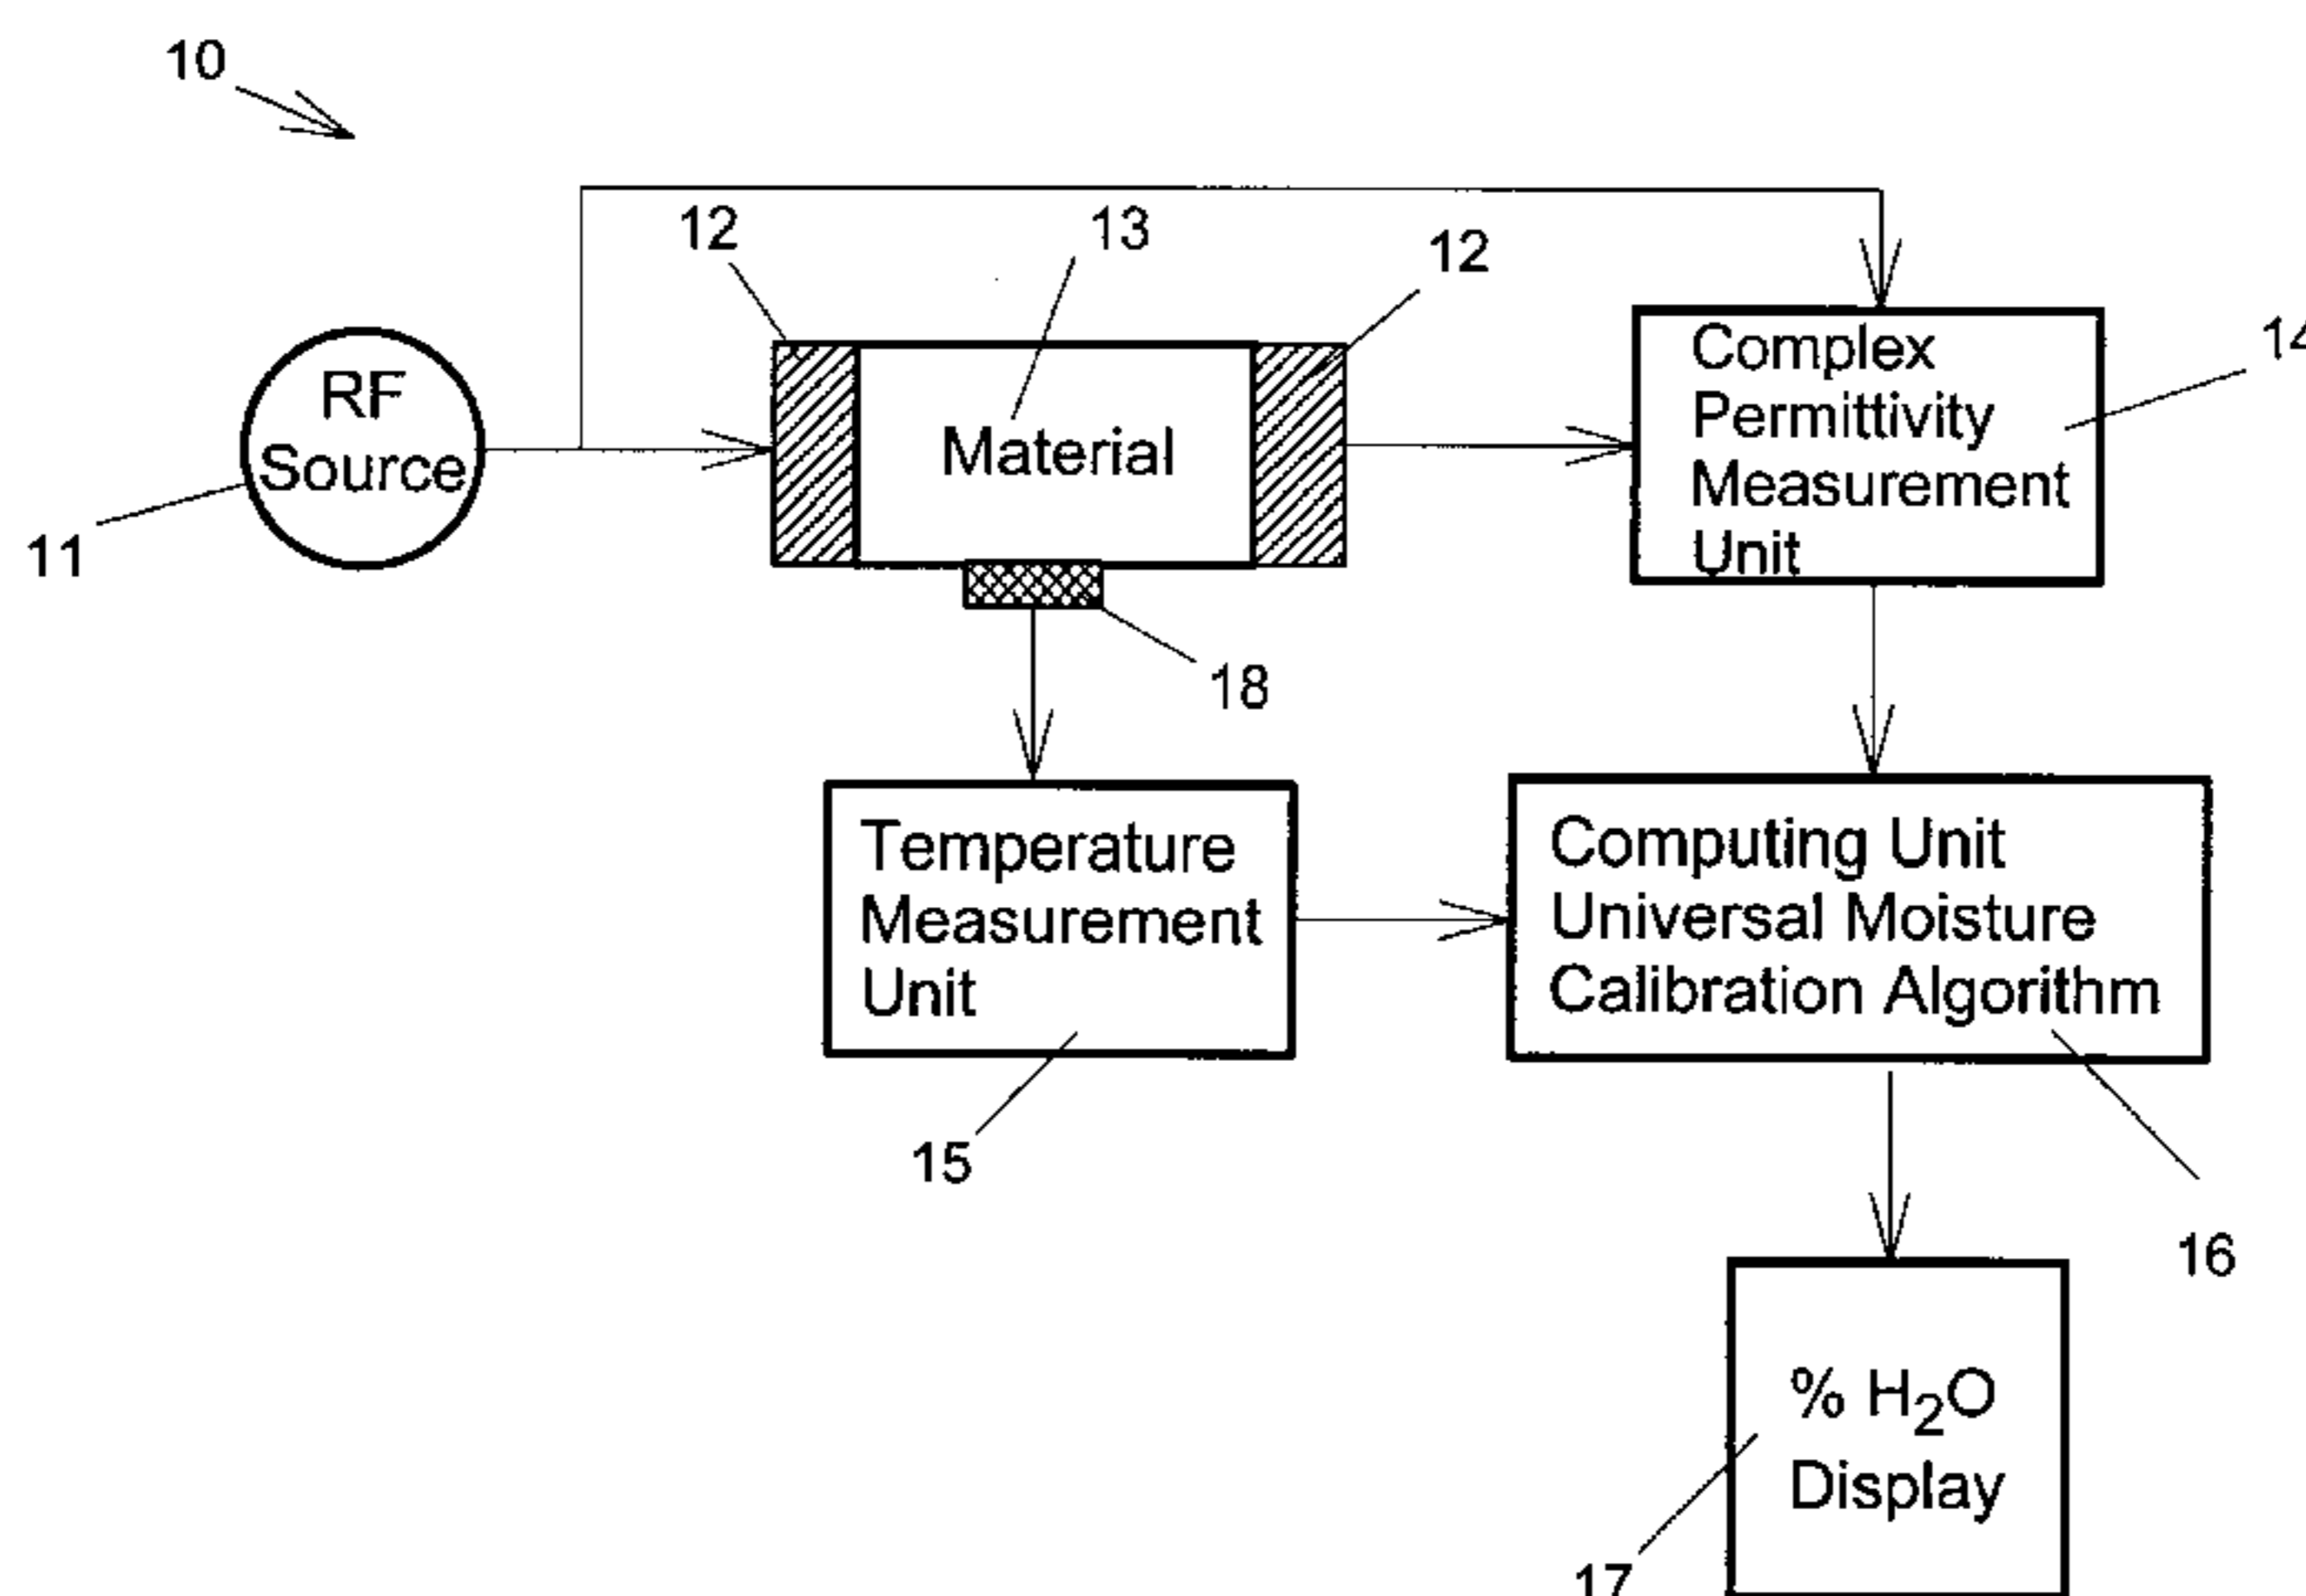 10
12
13
12
RF
Source
11
Material
Complex
Permittivity
Measurement
Unit
14
18
Temperature
Measurement
Unit
15
Computing Unit
Universal Moisture
Calibration Algorithm
16
% H₂O
Display
17